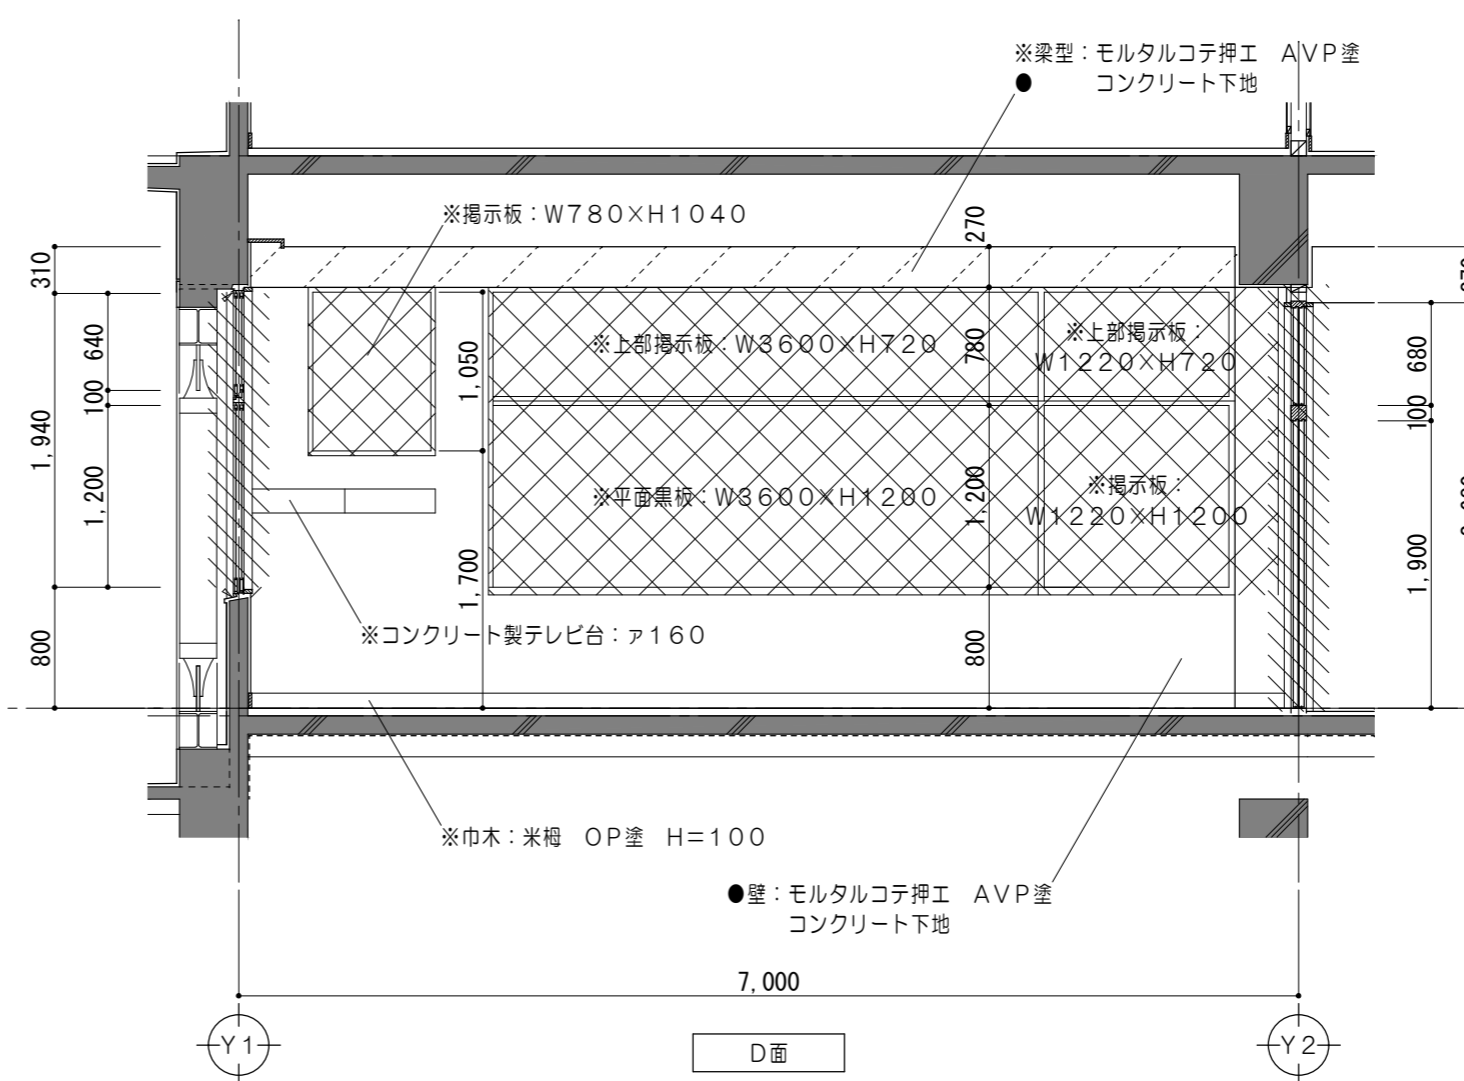 ※梁型：モルタルコテ押エ　ＡＶＰ塗
●　コンクリート下地
※掲示板：Ｗ７８０×Ｈ１０４０
270
310
640
100
1,940
1,200
800
1,050
1,700
※上部掲示板：Ｗ３６００×Ｈ７２０
780
※上部掲示板：
Ｗ１２２０×Ｈ７２０
680
100
※平面黒板：Ｗ３６００×Ｈ１２００
1,200
※掲示板：
Ｗ１２２０×Ｈ１２００
1,900
※コンクリート製テレビ台：ァ１６０
800
※巾木：米栂　ＯＰ塗　Ｈ＝１００
●壁：モルタルコテ押エ　ＡＶＰ塗
コンクリート下地
7,000
Ｙ１
Ｄ面
Ｙ２